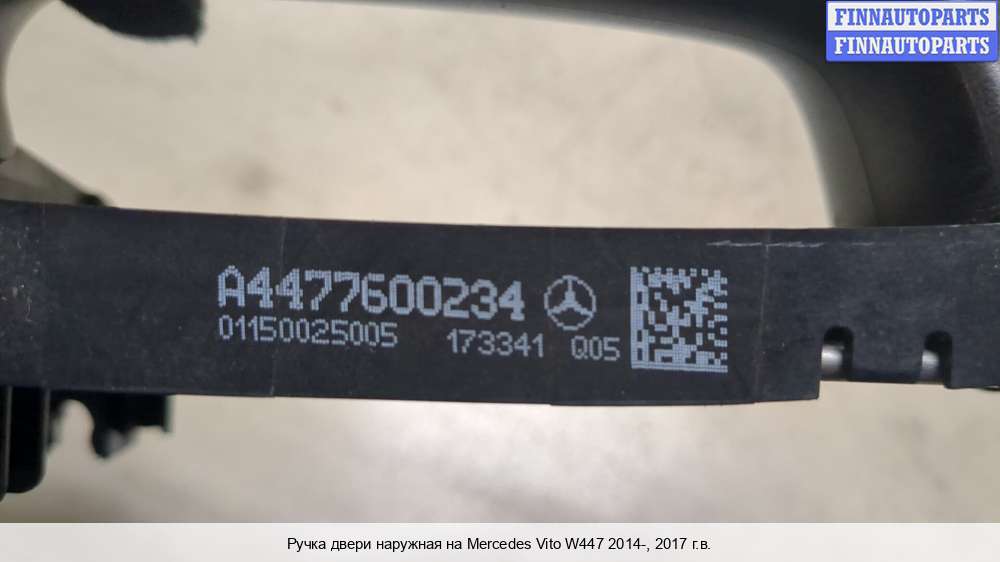 FINNAUTOPARTS
FINNAUTOPARTS
A4477600234
01150025005 173341 Q05
Ручка двери наружная на Mercedes Vito W447 2014-, 2017 г.в.